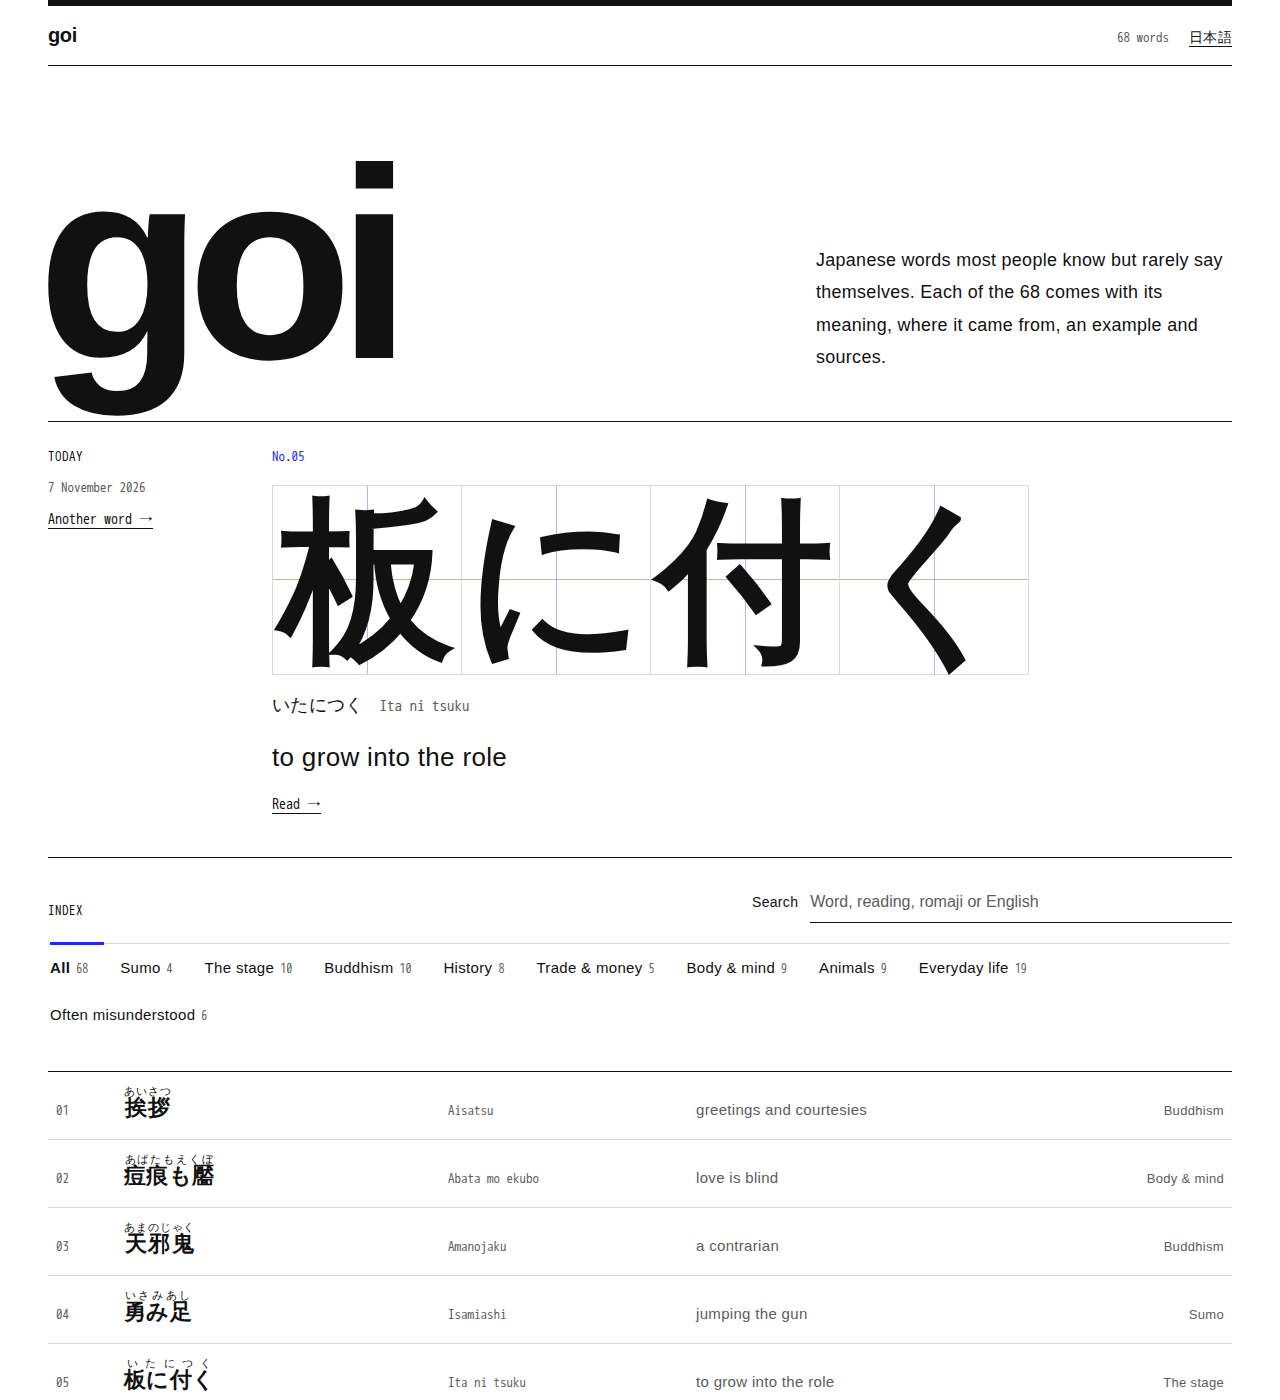 goi
68 words 日本語
goi
Japanese words most people know but rarely say
themselves. Each of the 68 comes with its
meaning, where it came from, an example and
sources.
TODAY
7 November 2026
Another word →
No.05
板に付く
いたにつく Ita ni tsuku
to grow into the role
Read →
INDEX
Search Word, reading, romaji or English
All 68 Sumo 4 The stage 10 Buddhism 10 History 8 Trade & money 5 Body & mind 9 Animals 9 Everyday life 19
Often misunderstood 6
あいさつ
01 挨拶 Aisatsu greetings and courtesies Buddhism
あばたもえくぼ
02 痘痕も靨 Abata mo ekubo love is blind Body & mind
あまのじゃく
03 天邪鬼 Amanojaku a contrarian Buddhism
いさみあし
04 勇み足 Isamiashi jumping the gun Sumo
いたにつく
05 板に付く Ita ni tsuku to grow into the role The stage